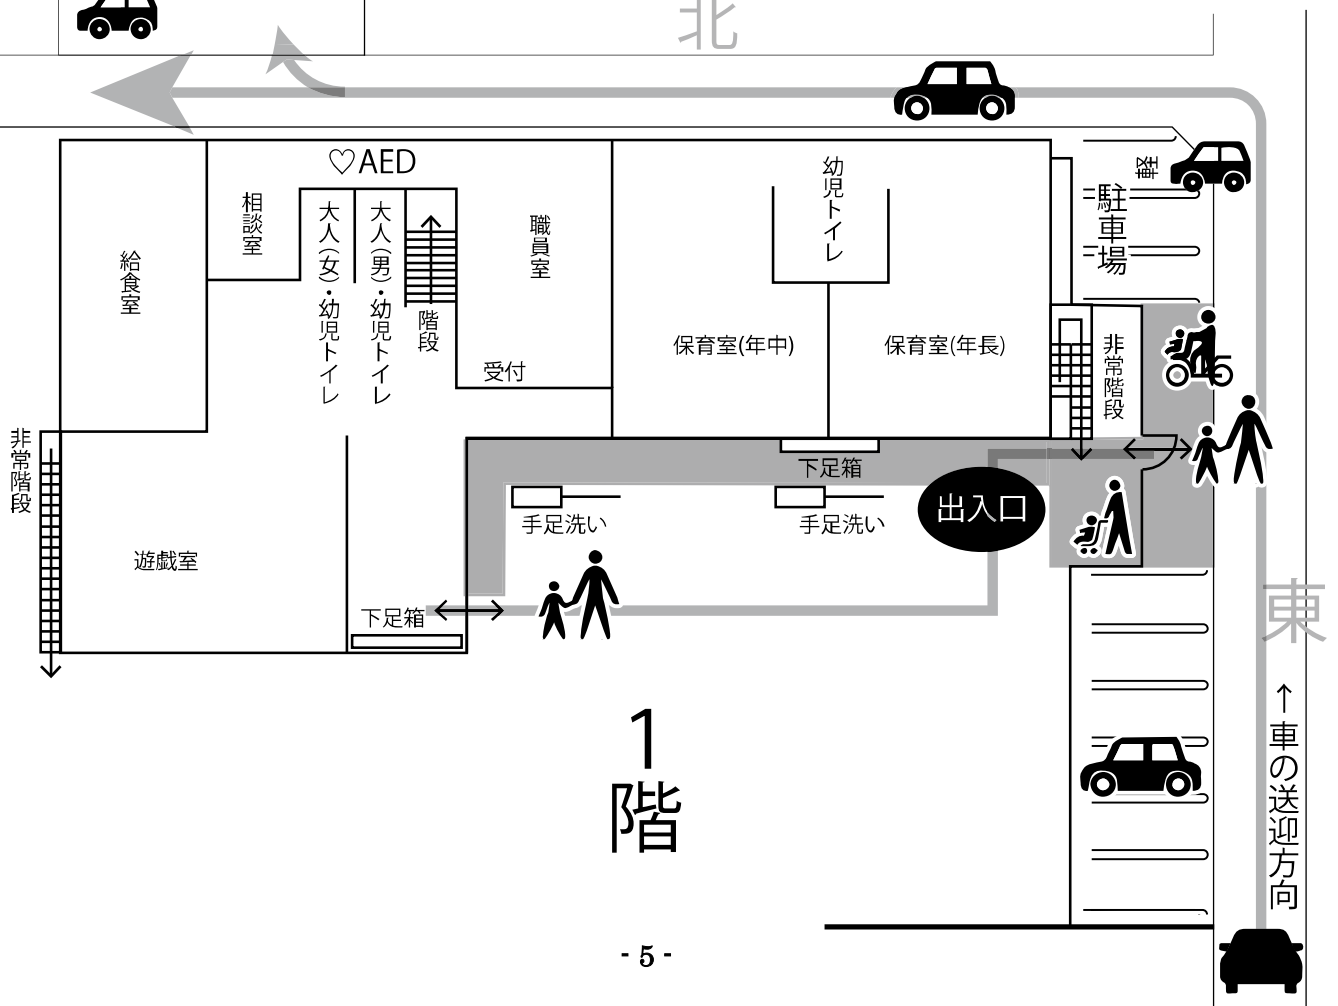 北
♡AED
相談室
大人(女)・幼児トイレ
大人(男)・幼児トイレ
階段
職員室
受付
給食室
幼児トイレ
保育室(年中)
保育室(年長)
軽
駐車場
非常階段
非常階段
下足箱
手足洗い
手足洗い
出入口
遊戯室
下足箱
東
1
階
↑車の送迎方向
- 5 -